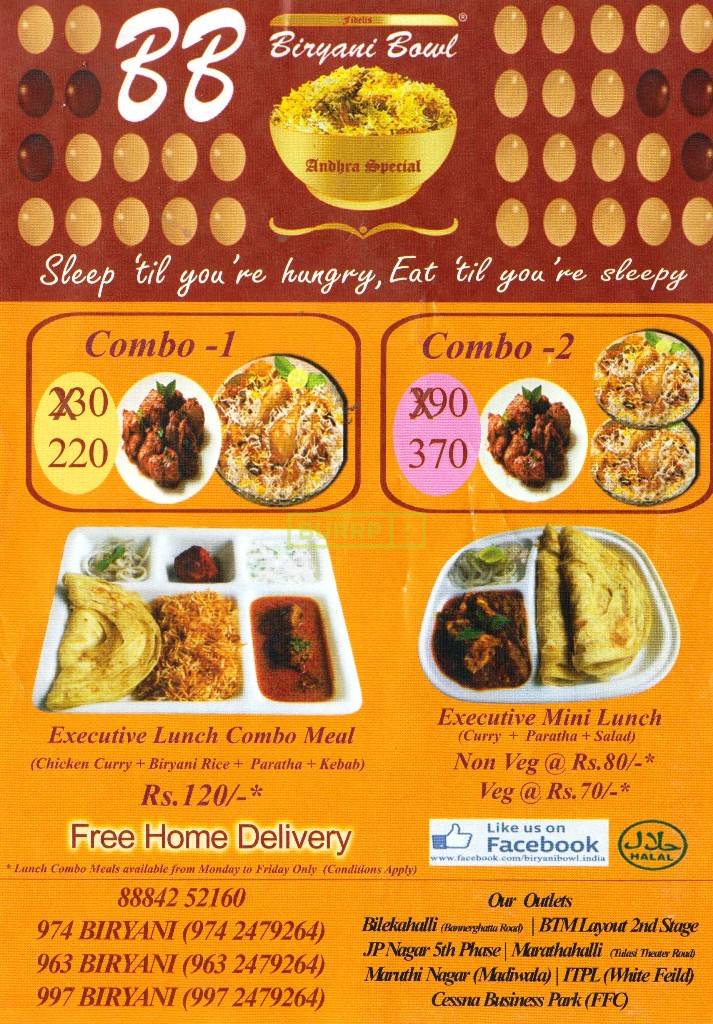 BB
Fidelis
®
Biryani Bowl
Andhra Special
Sleep 'til you're hungry, Eat 'til you're sleepy
Combo -1
230
220
Combo -2
390
370
Executive Lunch Combo Meal
(Chicken Curry + Biryani Rice + Paratha + Kebab)
Rs.120/-*
Executive Mini Lunch
(Curry + Paratha + Salad)
Non Veg @ Rs.80/-*
Veg @ Rs.70/-*
Free Home Delivery
Like us on
Facebook
www.facebook.com/biryanibowl.india
حلال
HALAL
* Lunch Combo Meals available from Monday to Friday Only (Conditions Apply)
88842 52160
974 BIRYANI (974 2479264)
963 BIRYANI (963 2479264)
997 BIRYANI (997 2479264)
Our Outlets
Bilekahalli (Bannerghatta Road) | BTM Layout 2nd Stage
JP Nagar 5th Phase | Marathahalli (Tulasi Theater Road)
Maruthi Nagar (Madiwala) | ITPL (White Feild)
Cessna Business Park (FFC)